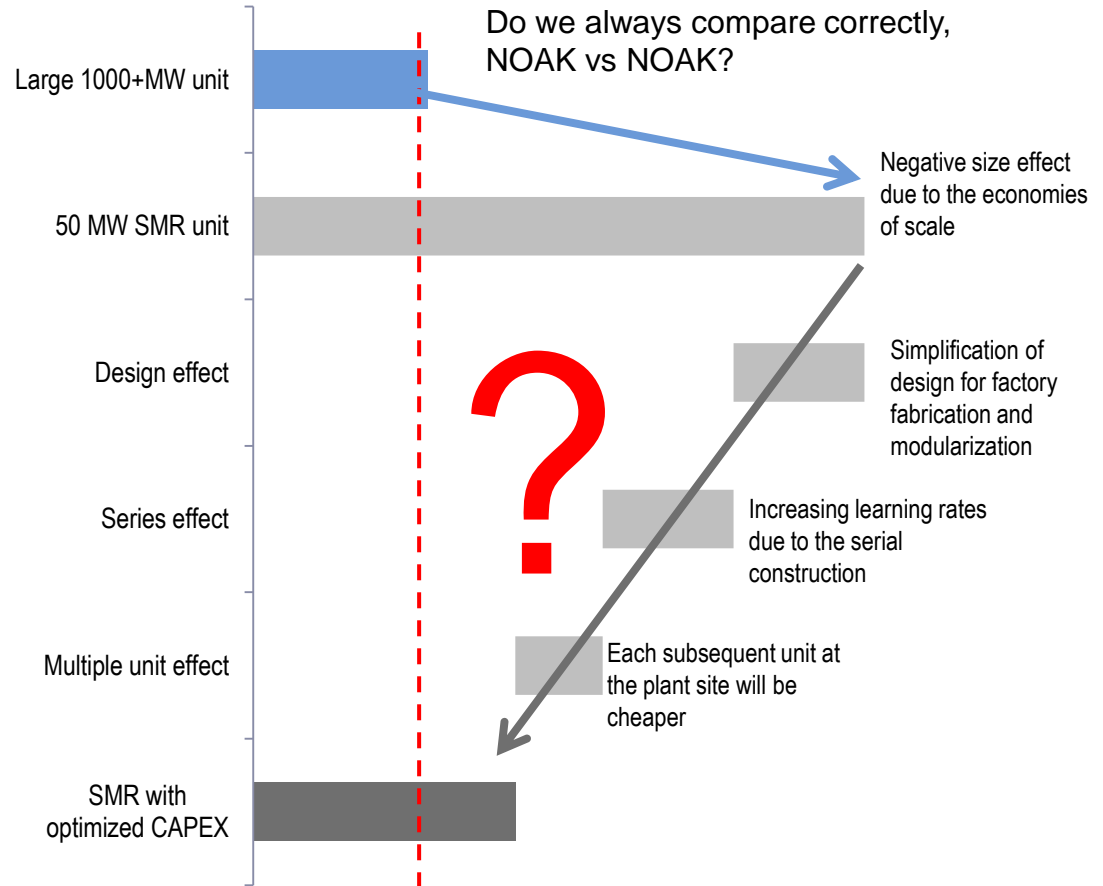 Do we always compare correctly,
NOAK vs NOAK?
Large 1000+MW unit
Negative size effect
due to the economies
of scale
50 MW SMR unit
Design effect
Simplification of
design for factory
fabrication and
modularization
?
Series effect
Increasing learning rates
due to the serial
construction
Multiple unit effect
Each subsequent unit at
the plant site will be
cheaper
SMR with
optimized CAPEX